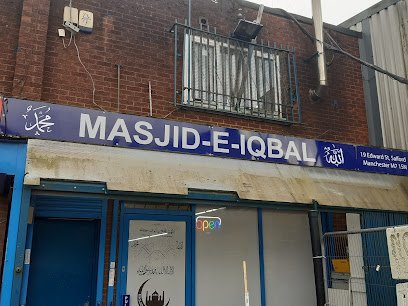 محمد
MASJID-E-IQBAL
الله
19 Edward St, Salford
Manchester M7 1SN
Open